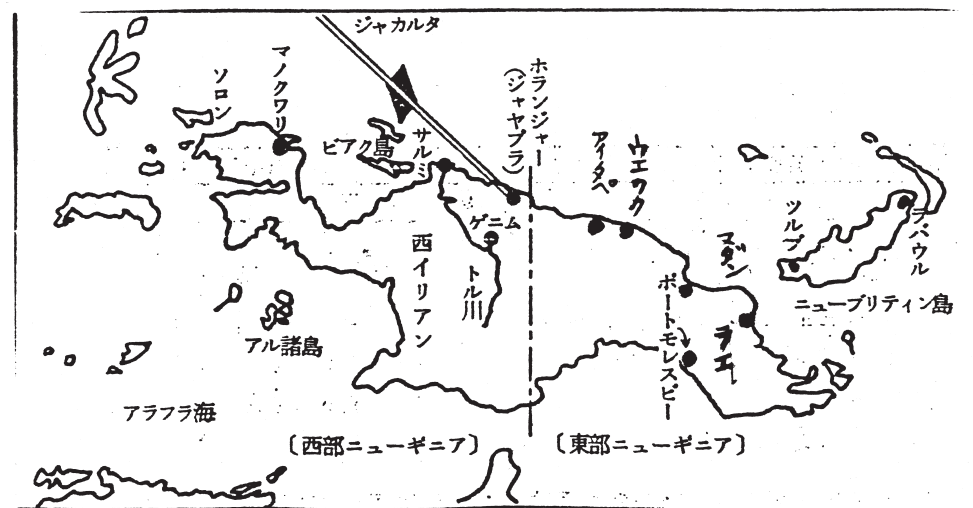 ジャカルタ
ホランジャー
(ジャヤプラ)
マノクワリ
ソロン
ビアク島
サルミ
アイタペ
ウエワク
ゲニム
西イリアン
トル川
マダン
ツルブ
ラバウル
ニューブリティン島
ポートモレスビー
ラエ
アル諸島
アラフラ海
〔西部ニューギニア〕
〔東部ニューギニア〕